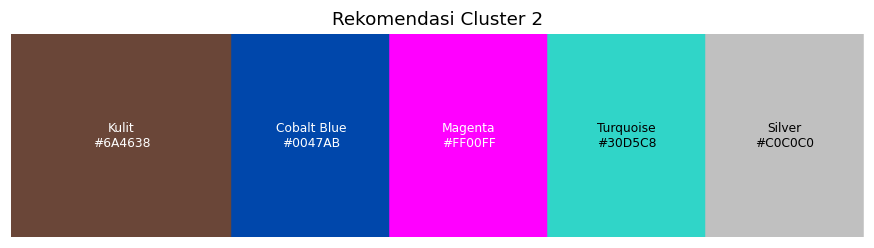 Rekomendasi Cluster 2
Kulit
#6A4638
Cobalt Blue
#0047AB
Magenta
#FF00FF
Turquoise
#30D5C8
Silver
#C0C0C0